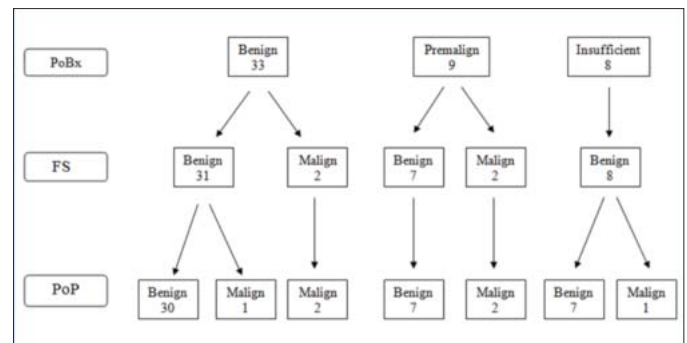 PoBx
Benign
33
Premalign
9
Insufficient
8
FS
Benign
31
Malign
2
Benign
7
Malign
2
Benign
8
PoP
Benign
30
Malign
1
Malign
2
Benign
7
Malign
2
Benign
7
Malign
1